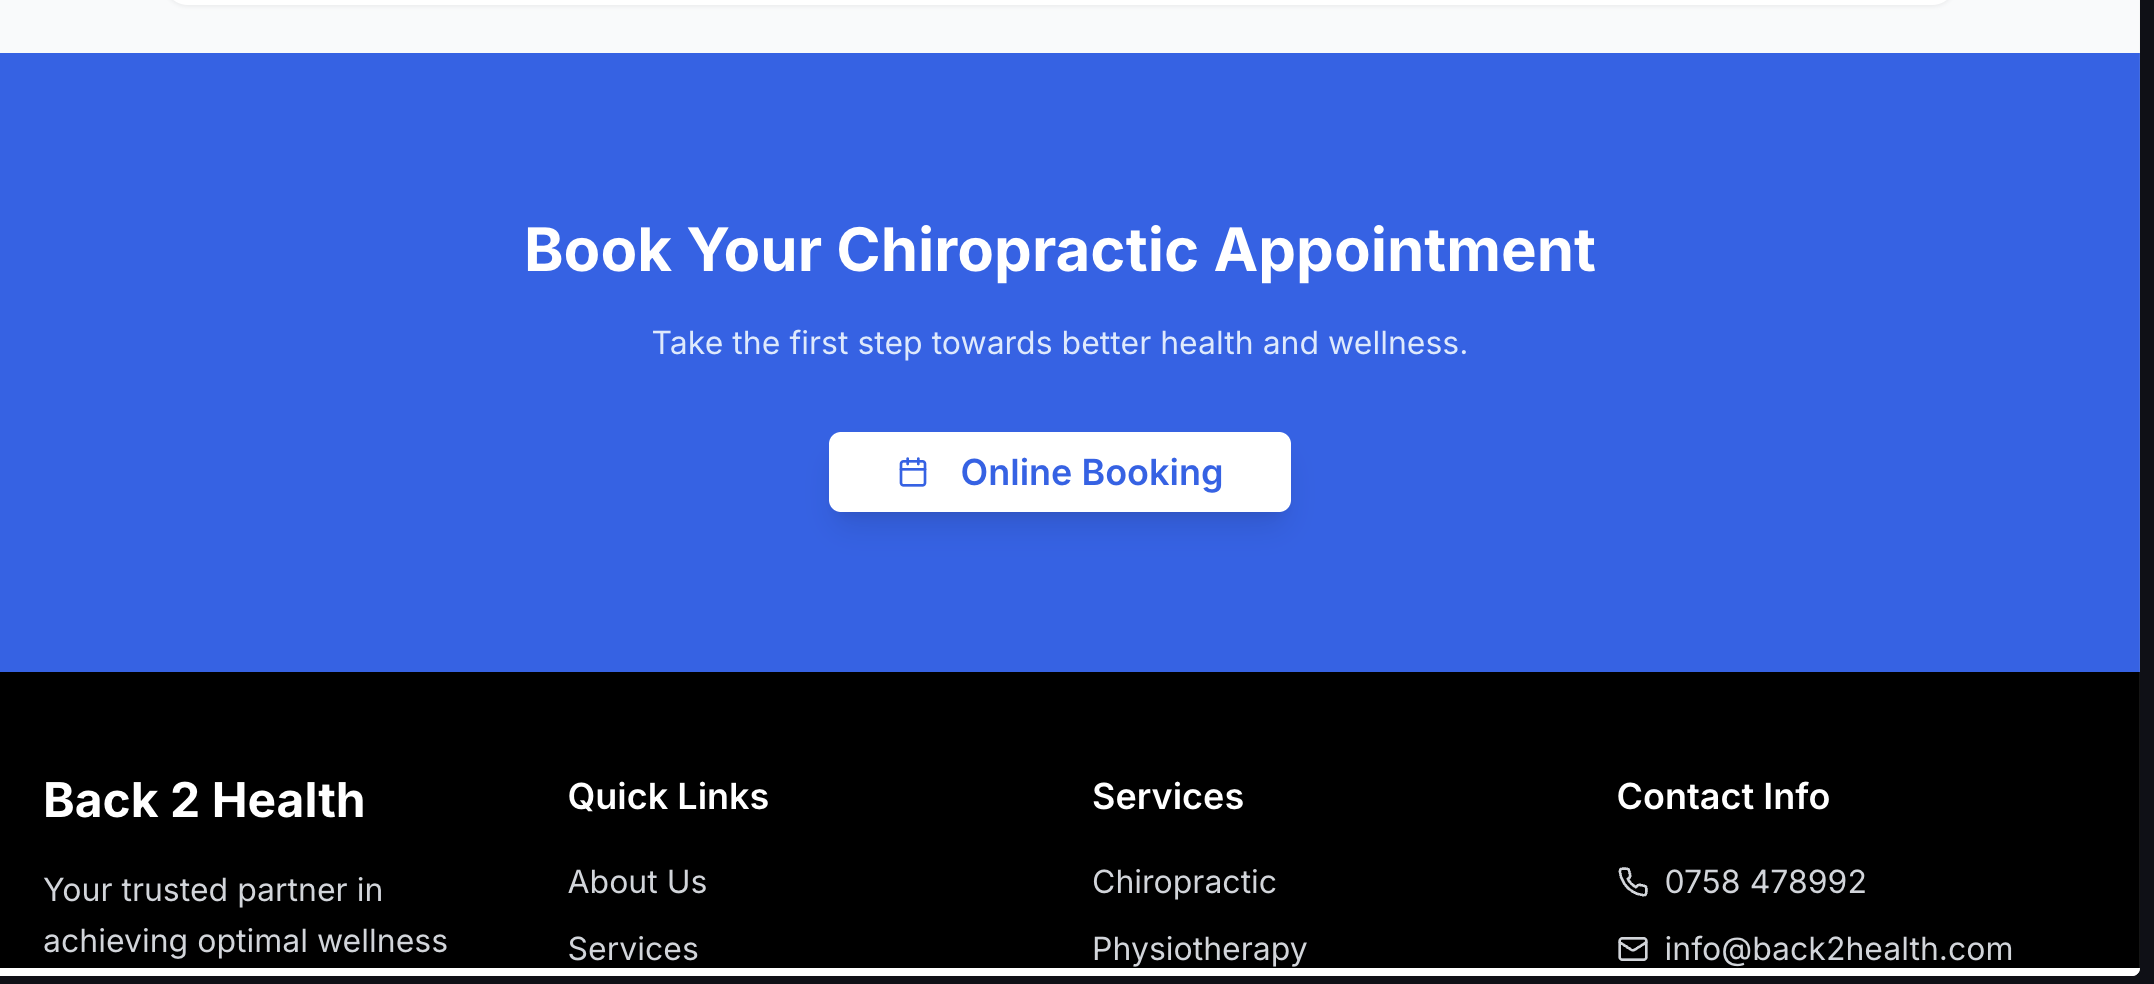 Book Your Chiropractic Appointment
Take the first step towards better health and wellness.
Online Booking
Back 2 Health
Your trusted partner in
achieving optimal wellness
Quick Links
About Us
Services
Services
Chiropractic
Physiotherapy
Contact Info
0758 478992
info@back2health.com